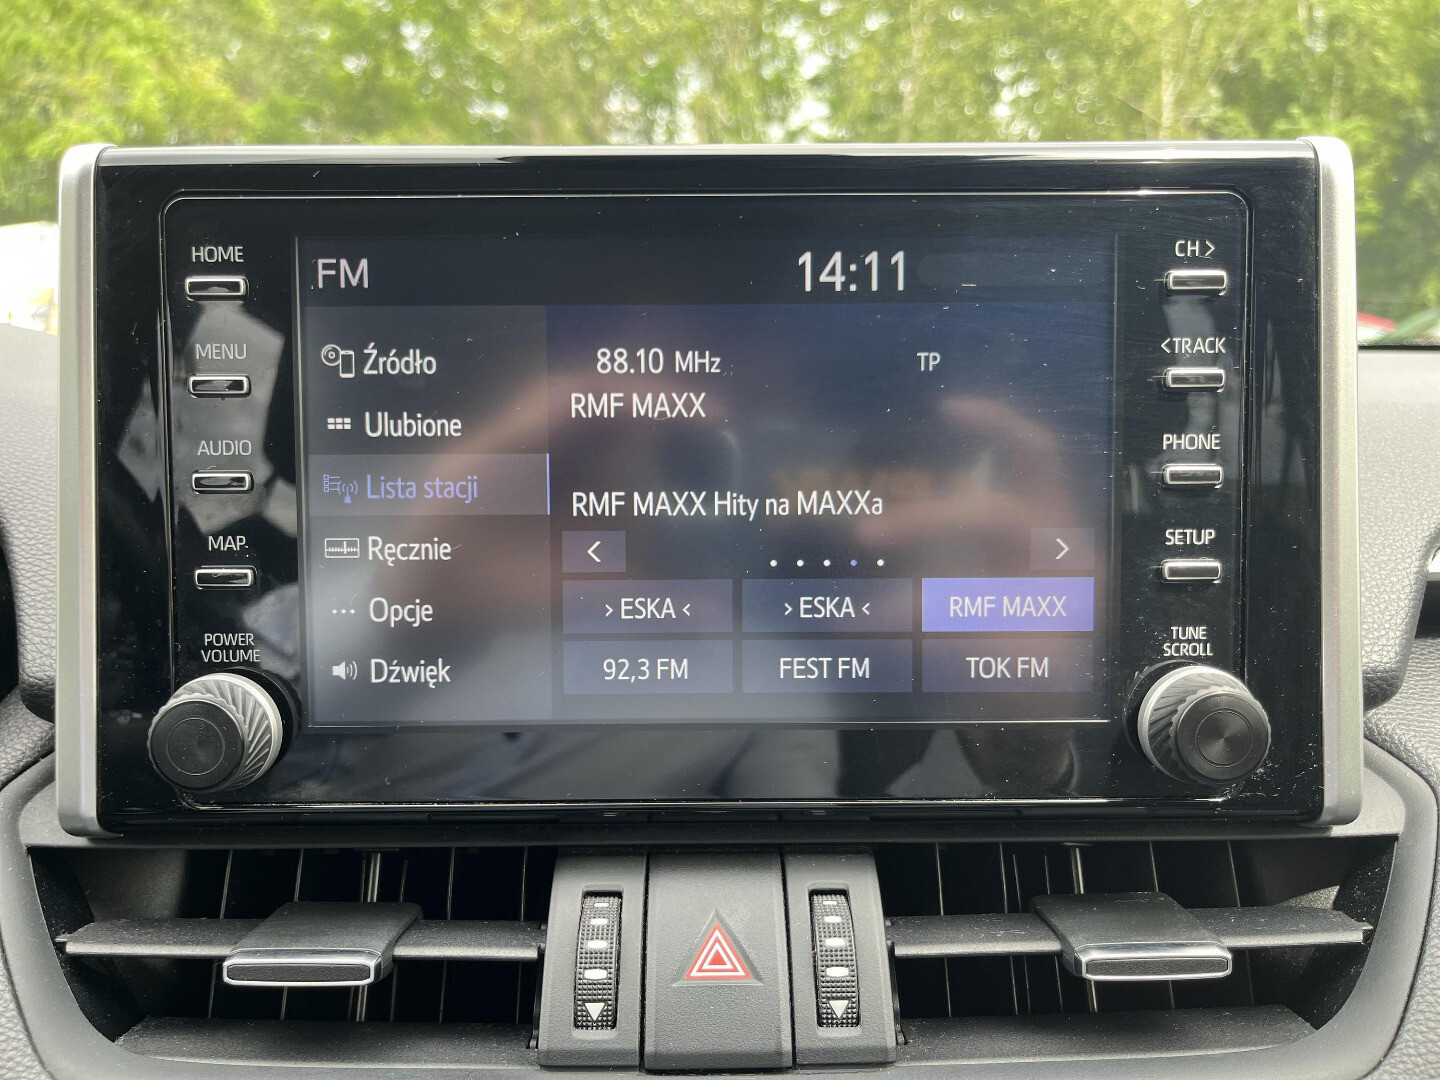 HOME
MENU
AUDIO
MAP
POWER
VOLUME
FM
14:11
Źródło
Ulubione
Lista stacji
Ręcznie
Opcje
Dźwięk
88.10 MHz
TP
RMF MAXX
RMF MAXX Hity na MAXXa
< >
> ESKA <
> ESKA <
RMF MAXX
92,3 FM
FEST FM
TOK FM
CH >
< TRACK
PHONE
SETUP
TUNE
SCROLL